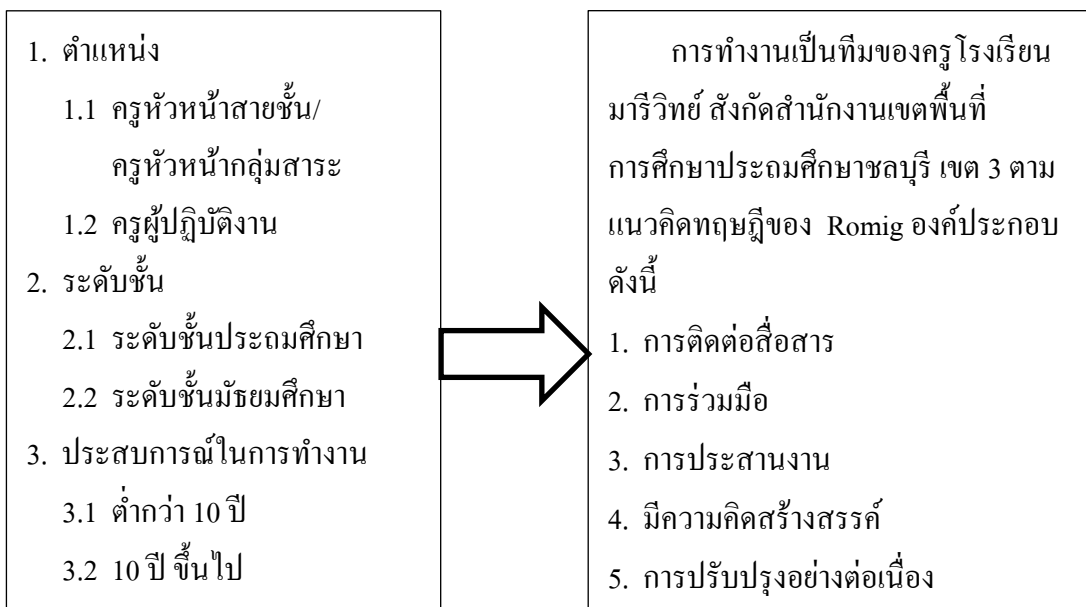 1. ตำแหน่ง
1.1 ครูหัวหน้าสายชั้น/
ครูหัวหน้ากลุ่มสาระ
1.2 ครูผู้ปฏิบัติงาน
2. ระดับชั้น
2.1 ระดับชั้นประถมศึกษา
2.2 ระดับชั้นมัธยมศึกษา
3. ประสบการณ์ในการทำงาน
3.1 ต่ำกว่า 10 ปี
3.2 10 ปี ขึ้นไป
การทำงานเป็นทีมของครูโรงเรียน
มารีวิทย์ สังกัดสำนักงานเขตพื้นที่
การศึกษาประถมศึกษาชลบุรี เขต 3 ตาม
แนวคิดทฤษฎีของ Romig องค์ประกอบ
ดังนี้
1. การติดต่อสื่อสาร
2. การร่วมมือ
3. การประสานงาน
4. มีความคิดสร้างสรรค์
5. การปรับปรุงอย่างต่อเนื่อง